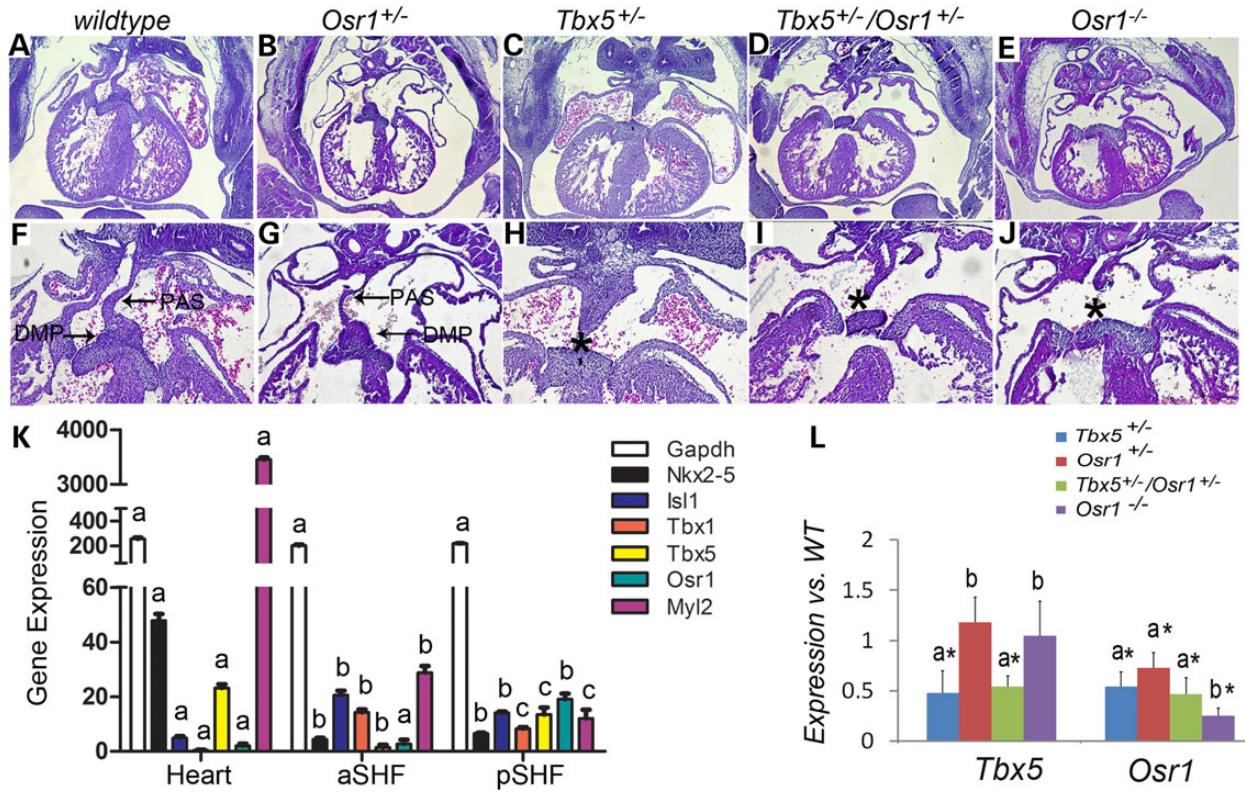 wildtype Osr1+/- Tbx5+/- Tbx5+/-/Osr1+/- Osr1-/-
A B C D E
F G H I J
PAS PAS
DMP DMP
* * *
K
4000
3000
400
200
60
40
20
0
Gene Expression
a a a a a a a
a b b b b a b
a b b c c b c
Heart aSHF pSHF
Gapdh
Nkx2-5
Isl1
Tbx1
Tbx5
Osr1
Myl2
L
Tbx5 +/-
Osr1 +/-
Tbx5+/-/Osr1+/-
Osr1 -/-
Expression vs. WT
2
1.5
1
0.5
0
a* b a* b a* a* a* b*
Tbx5 Osr1